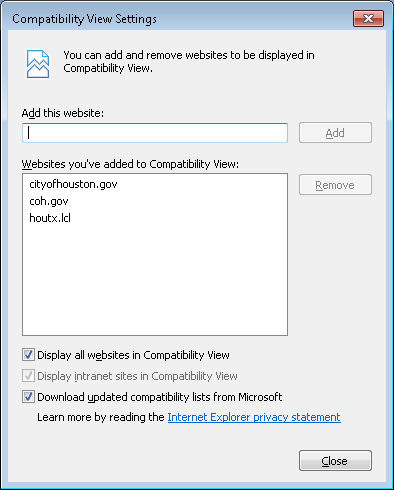 Compatibility View Settings
You can add and remove websites to be displayed in
Compatibility View.
Add this website:
Add
Websites you've added to Compatibility View:
cityofhouston.gov
coh.gov
houtx.lcl
Remove
Display all websites in Compatibility View
Display intranet sites in Compatibility View
Download updated compatibility lists from Microsoft
Learn more by reading the Internet Explorer privacy statement
Close